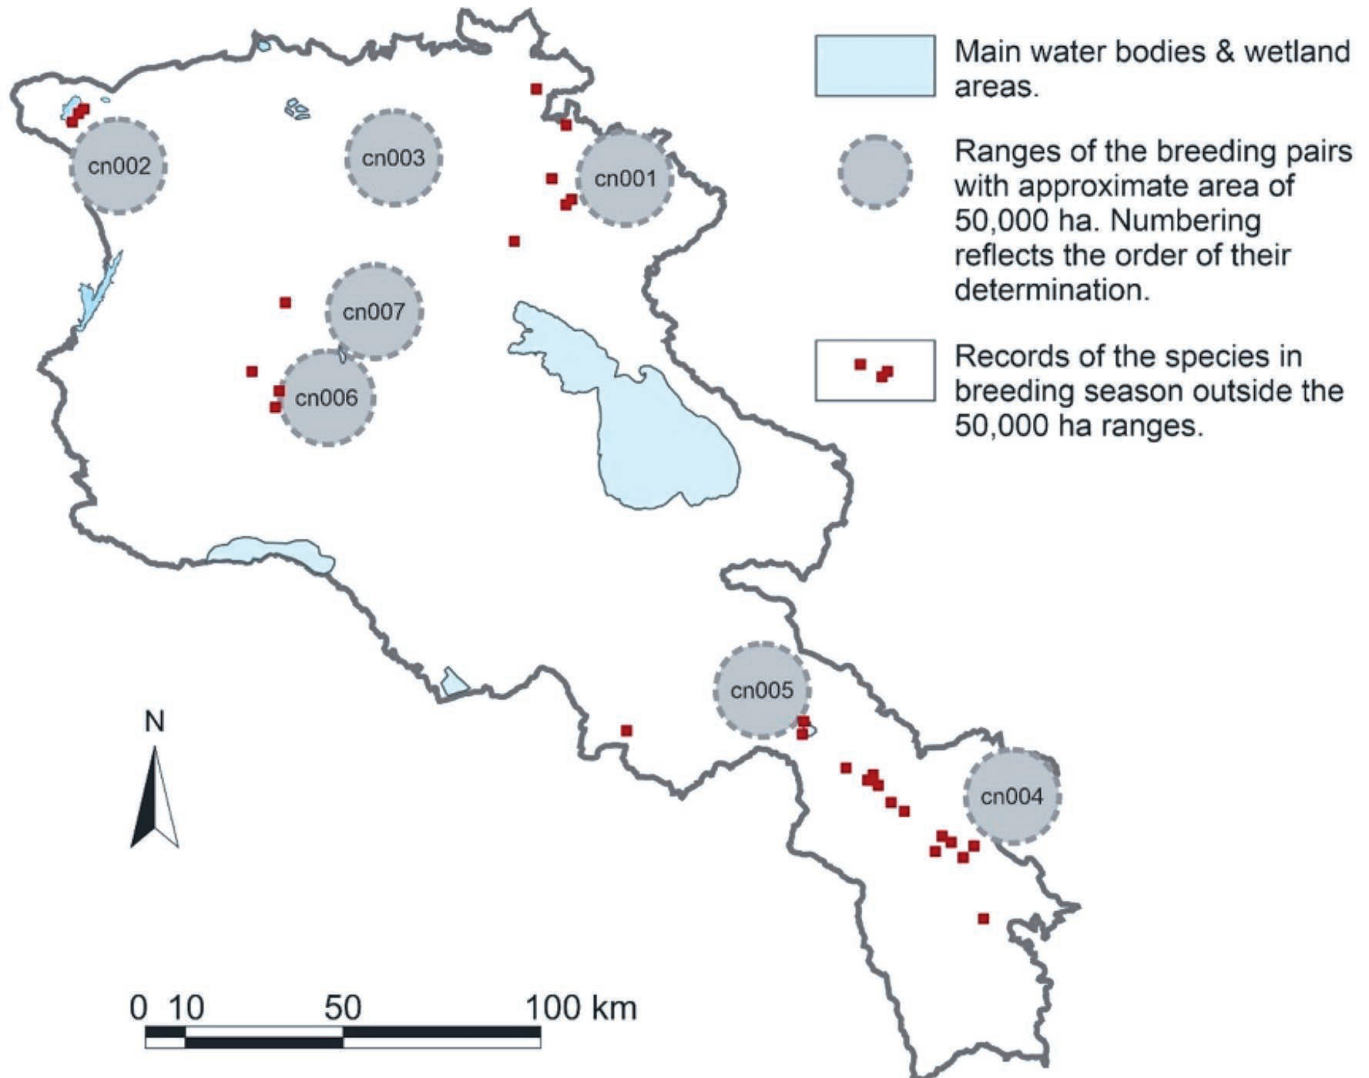 Main water bodies & wetland
areas.
Ranges of the breeding pairs
with approximate area of
50,000 ha. Numbering
reflects the order of their
determination.
Records of the species in
breeding season outside the
50,000 ha ranges.
cn002
cn003
cn001
cn007
cn006
cn005
cn004
N
0 10 50 100 km